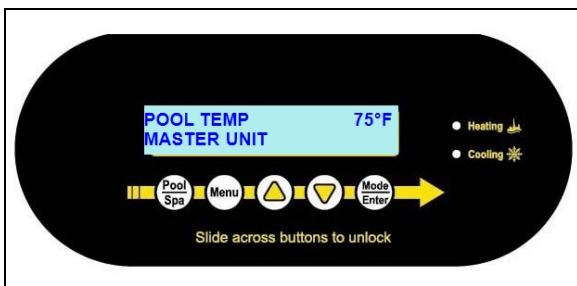 POOL TEMP 75°F
MASTER UNIT
Heating
Cooling
Pool
Spa
Menu
Mode
Enter
Slide across buttons to unlock